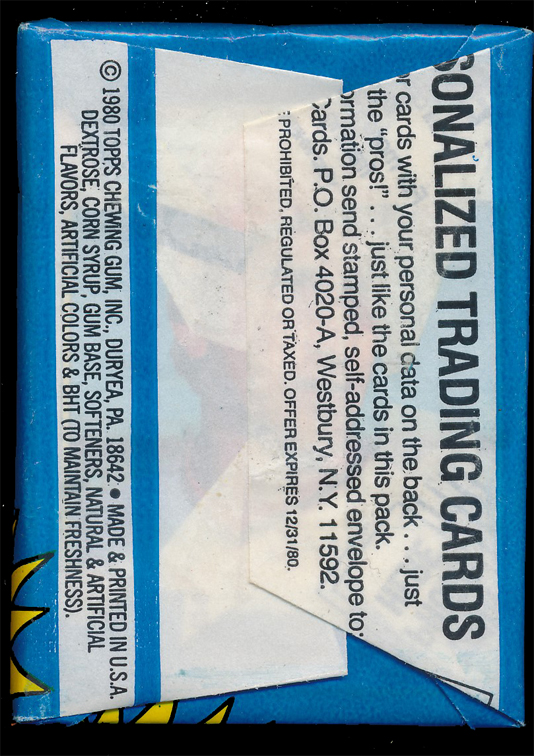 SONALIZED TRADING CARDS
r cards with your personal data on the back . . . just
the "pros!" . . . just like the cards in this pack.
ormation send stamped, self-addressed envelope to:
Cards. P.O. Box 4020-A, Westbury, N.Y. 11592.
PROHIBITED, REGULATED OR TAXED. OFFER EXPIRES 12/31/80.
© 1980 TOPPS CHEWING GUM, INC., DURYEA, PA. 18642 • MADE & PRINTED IN U.S.A.
DEXTROSE, CORN SYRUP, GUM BASE, SOFTENERS, NATURAL & ARTIFICIAL
FLAVORS, ARTIFICIAL COLORS & BHT (TO MAINTAIN FRESHNESS).